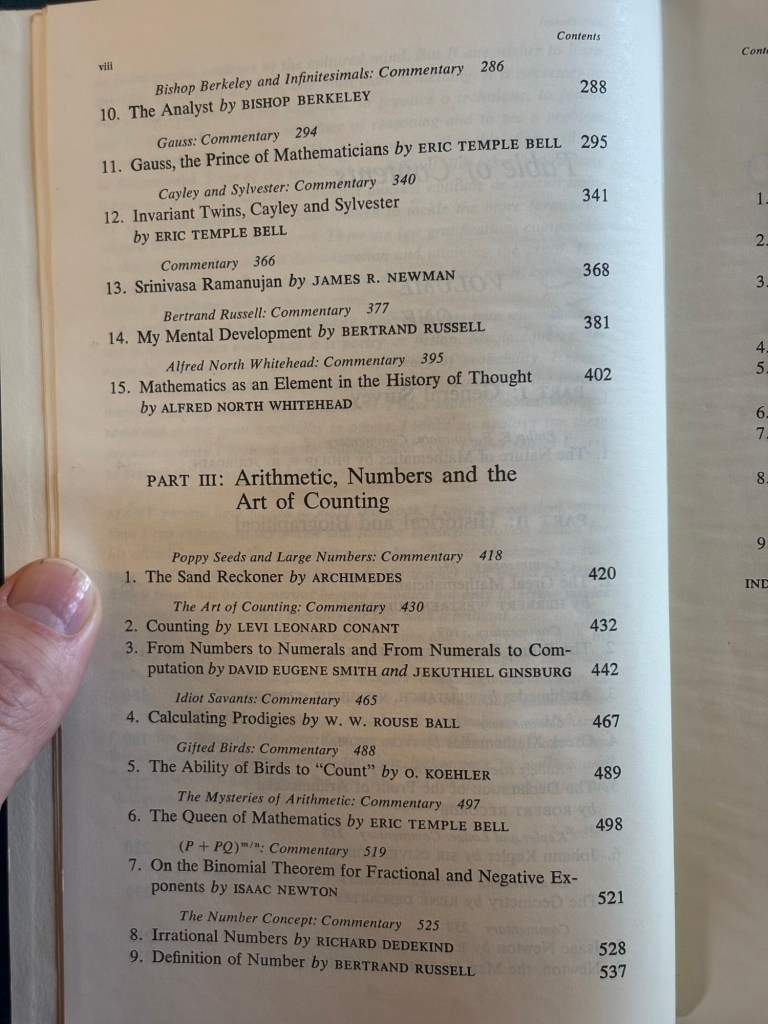 Contents
viii
Bishop Berkeley and Infinitesimals: Commentary 286
10. The Analyst by BISHOP BERKELEY 288
Gauss: Commentary 294
11. Gauss, the Prince of Mathematicians by ERIC TEMPLE BELL 295
Cayley and Sylvester: Commentary 340
12. Invariant Twins, Cayley and Sylvester 341
by ERIC TEMPLE BELL
Commentary 366
13. Srinivasa Ramanujan by JAMES R. NEWMAN 368
Bertrand Russell: Commentary 377
14. My Mental Development by BERTRAND RUSSELL 381
Alfred North Whitehead: Commentary 395
15. Mathematics as an Element in the History of Thought 402
by ALFRED NORTH WHITEHEAD
PART III: Arithmetic, Numbers and the
Art of Counting
Poppy Seeds and Large Numbers: Commentary 418
1. The Sand Reckoner by ARCHIMEDES 420
The Art of Counting: Commentary 430
2. Counting by LEVI LEONARD CONANT 432
3. From Numbers to Numerals and From Numerals to Com-
putation by DAVID EUGENE SMITH and JEKUTHIEL GINSBURG 442
Idiot Savants: Commentary 465
4. Calculating Prodigies by W. W. ROUSE BALL 467
Gifted Birds: Commentary 488
5. The Ability of Birds to "Count" by O. KOEHLER 489
The Mysteries of Arithmetic: Commentary 497
6. The Queen of Mathematics by ERIC TEMPLE BELL 498
(P + PQ)^m/n: Commentary 519
7. On the Binomial Theorem for Fractional and Negative Ex-
ponents by ISAAC NEWTON 521
The Number Concept: Commentary 525
8. Irrational Numbers by RICHARD DEDEKIND 528
9. Definition of Number by BERTRAND RUSSELL 537
Conte
1.
2.
3.
4.
5.
6.
7.
8.
9
IND